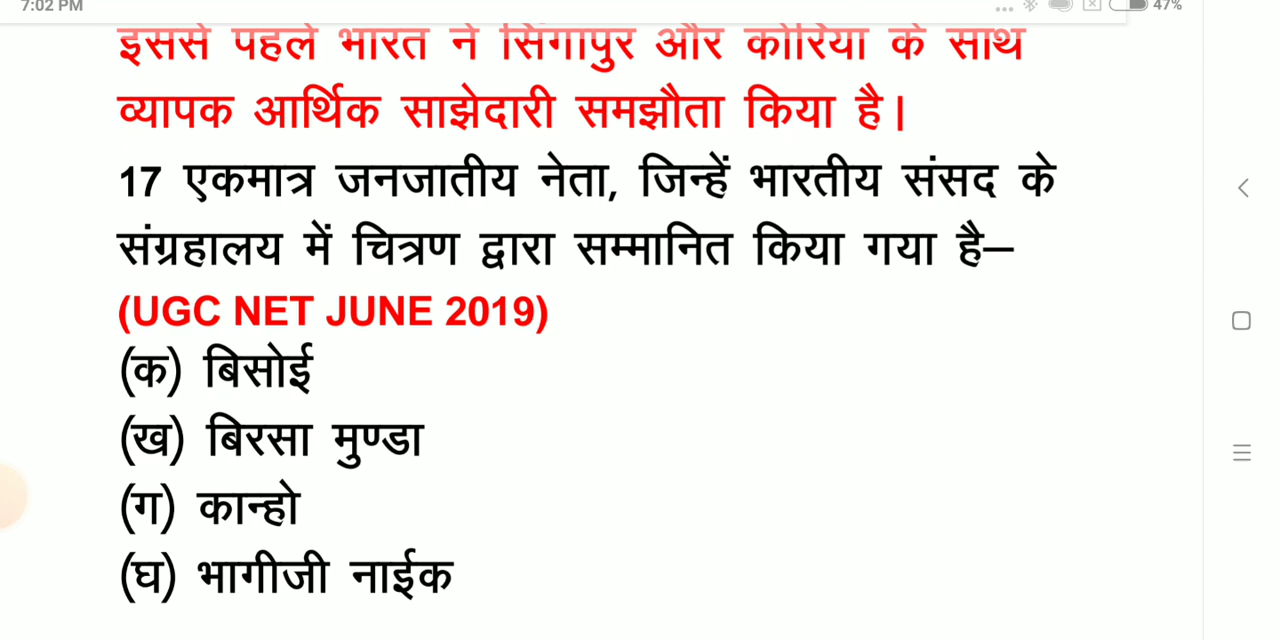 7:02 PM
47%
इससे पहले भारत ने सिंगापुर और कोरिया के साथ
व्यापक आर्थिक साझेदारी समझौता किया है|
17 एकमात्र जनजातीय नेता, जिन्हें भारतीय संसद के
संग्रहालय में चित्रण द्वारा सम्मानित किया गया है–
(UGC NET JUNE 2019)
(क) बिसोई
(ख) बिरसा मुण्डा
(ग) कान्हो
(घ) भागीजी नाईक